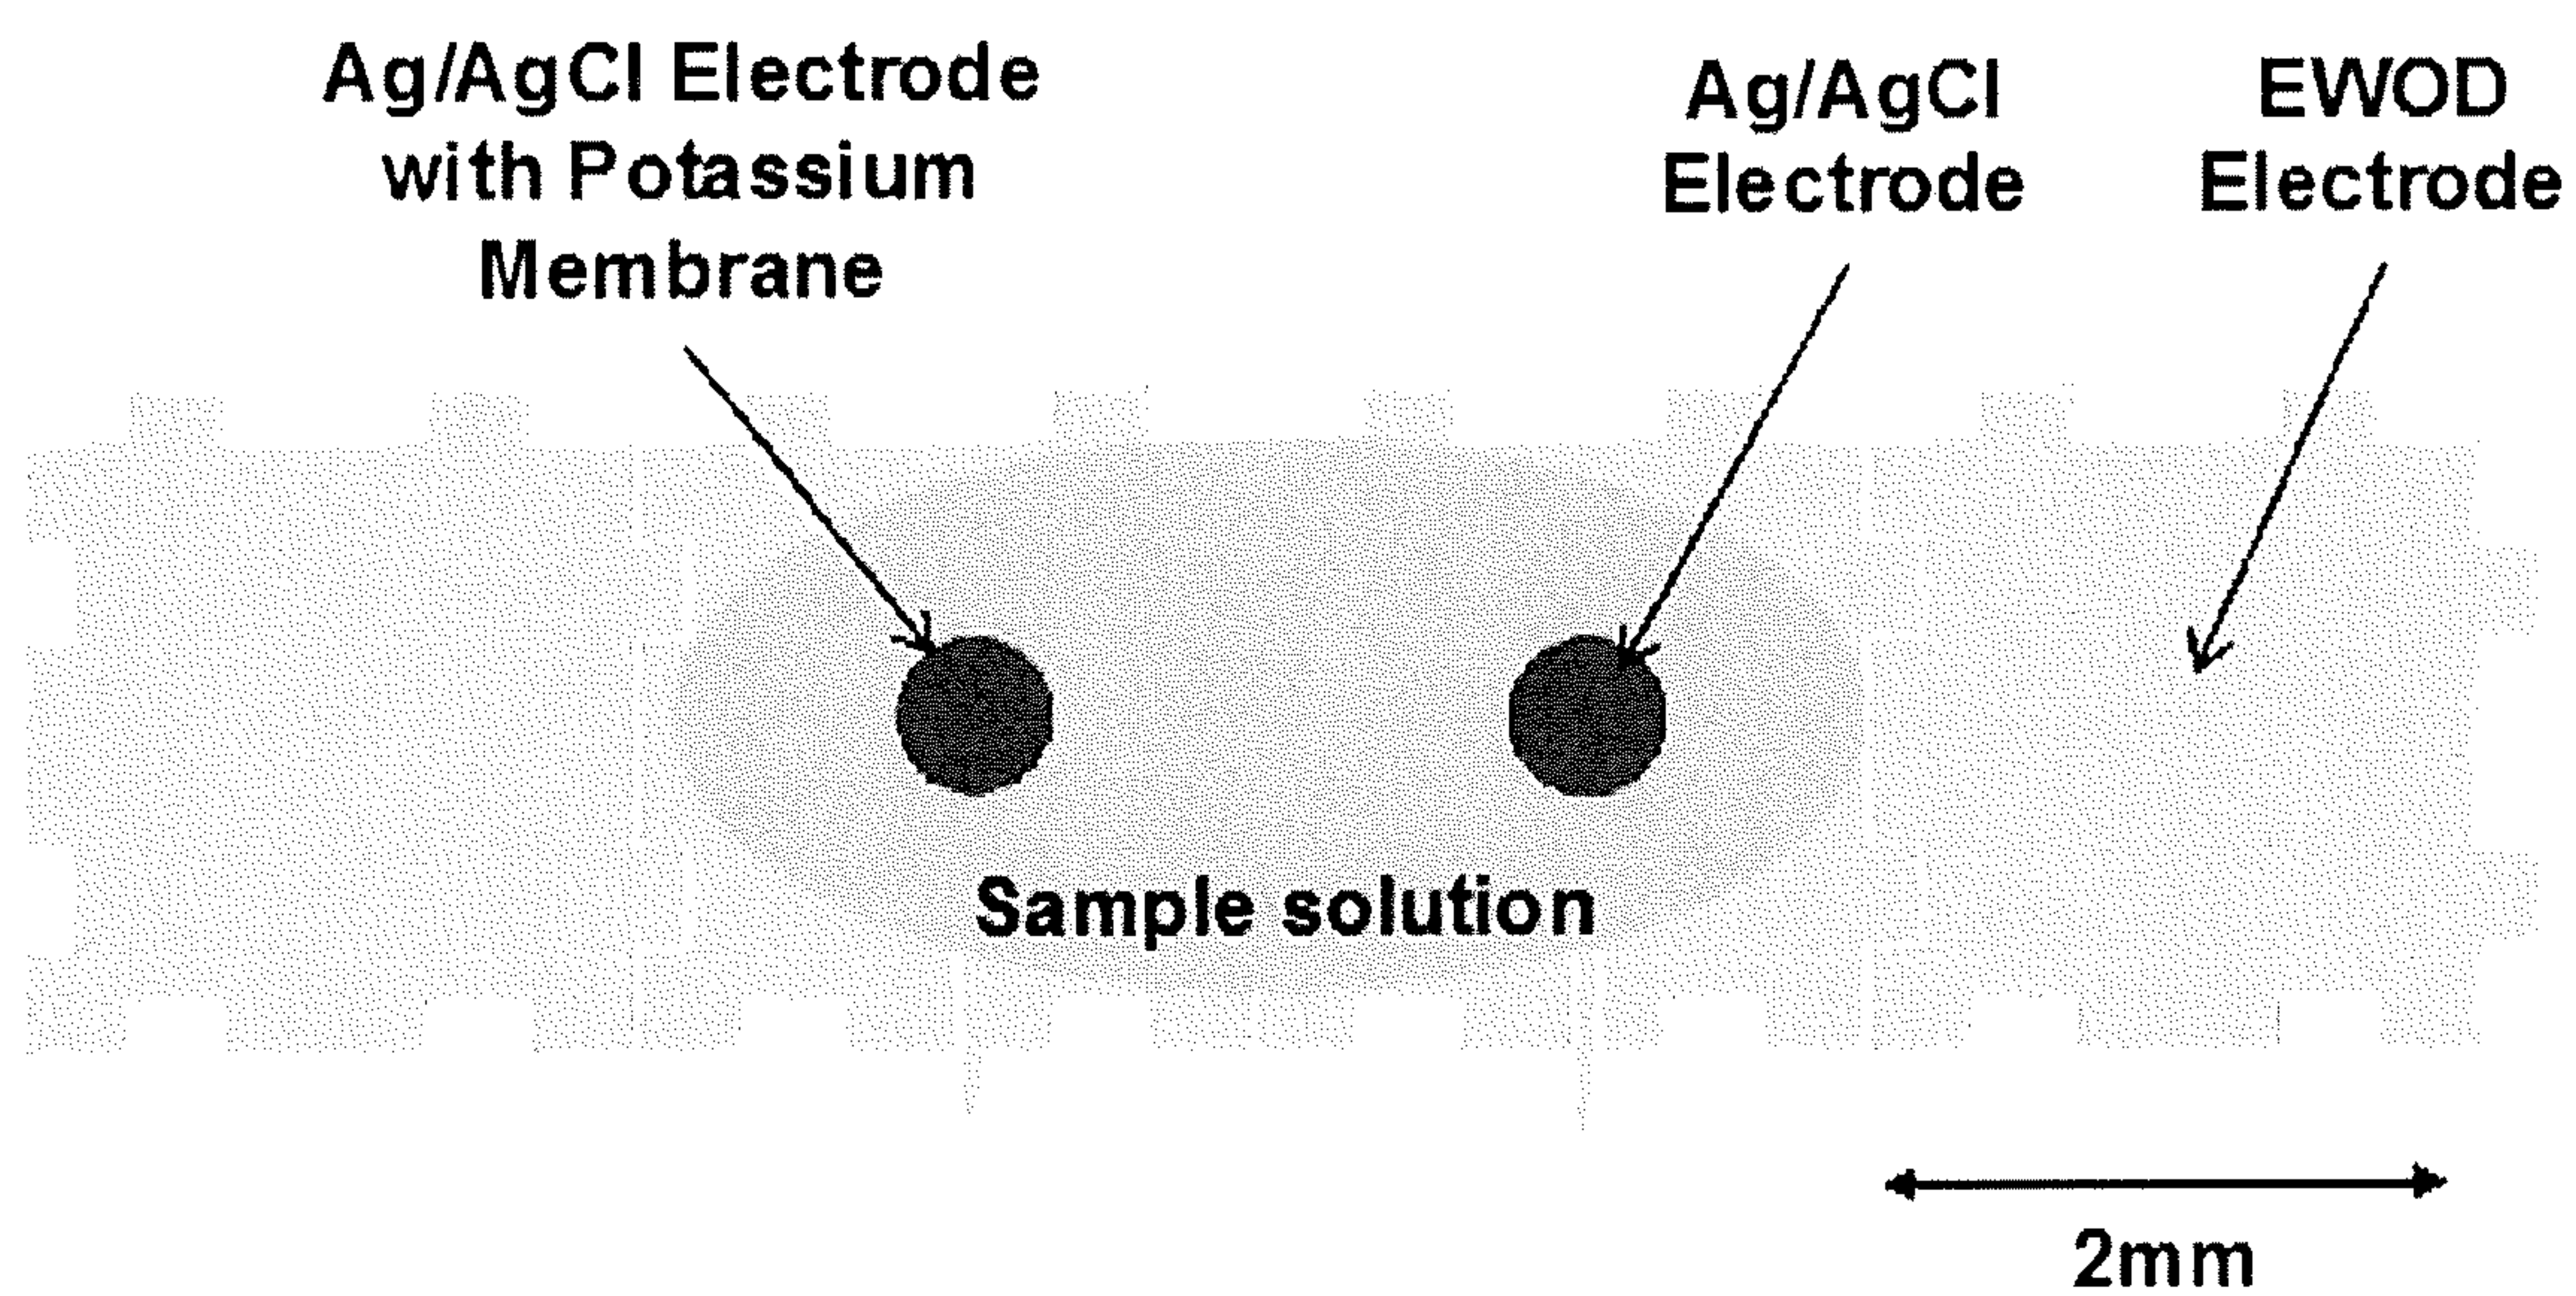 Ag/AgCl Electrode
with Potassium
Membrane
Ag/AgCl
Electrode
EWOD
Electrode
Sample solution
2mm